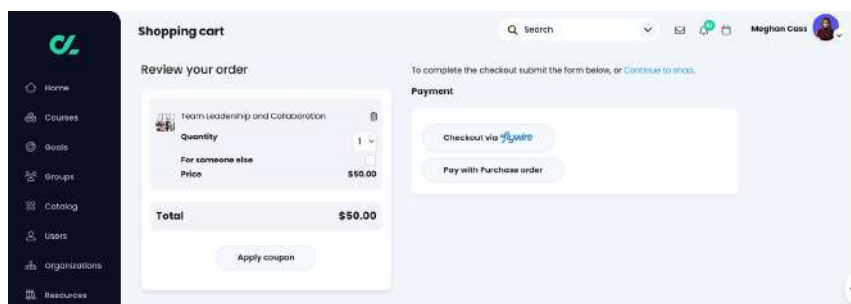 Shopping cart
Search
Meghan Cass
Home
Courses
Goals
Groups
Catalog
Users
Organizations
Resources
Review your order
Team Leadership and Collaboration
Quantity
1
For someone else
Price $50.00
Total $50.00
Apply coupon
To complete the checkout submit the form below, or Continue to shop.
Payment
Checkout via flywire
Pay with Purchase order